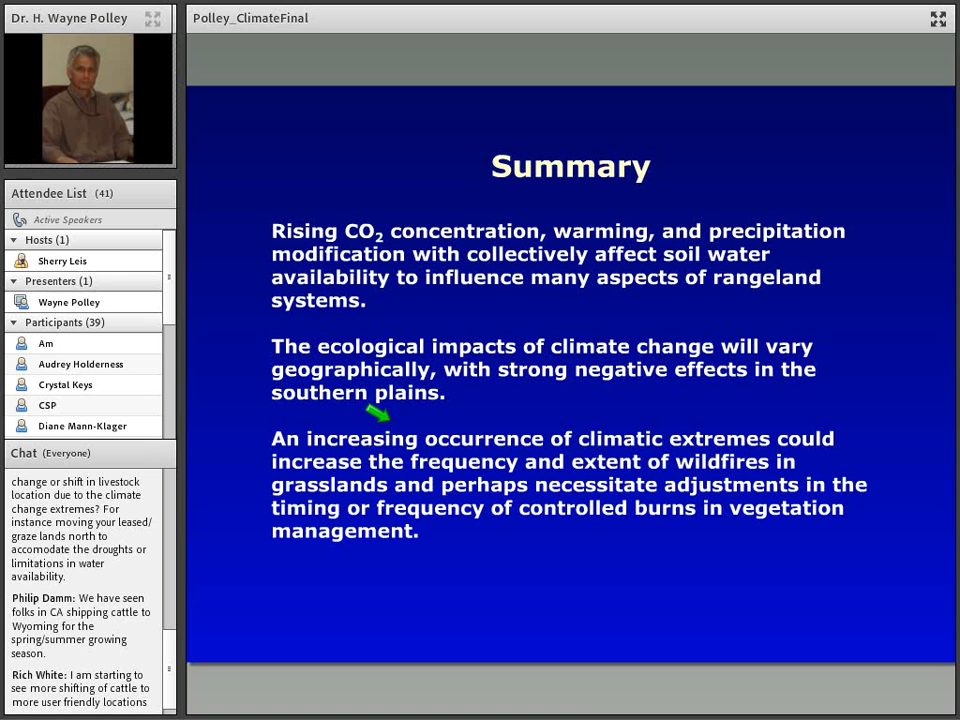 Dr. H. Wayne Polley
Attendee List (41)
Active Speakers
Hosts (1)
Sherry Leis
Presenters (1)
Wayne Polley
Participants (39)
Am
Audrey Holderness
Crystal Keys
CSP
Diane Mann-Klager
Chat (Everyone)
change or shift in livestock
location due to the climate
change extremes? For
instance moving your leased/
graze lands north to
accomodate the droughts or
limitations in water
availability.
Philip Damm: We have seen
folks in CA shipping cattle to
Wyoming for the
spring/summer growing
season.
Rich White: I am starting to
see more shifting of cattle to
more user friendly locations
Polley_ClimateFinal
Summary
Rising CO₂ concentration, warming, and precipitation
modification with collectively affect soil water
availability to influence many aspects of rangeland
systems.
The ecological impacts of climate change will vary
geographically, with strong negative effects in the
southern plains.
An increasing occurrence of climatic extremes could
increase the frequency and extent of wildfires in
grasslands and perhaps necessitate adjustments in the
timing or frequency of controlled burns in vegetation
management.